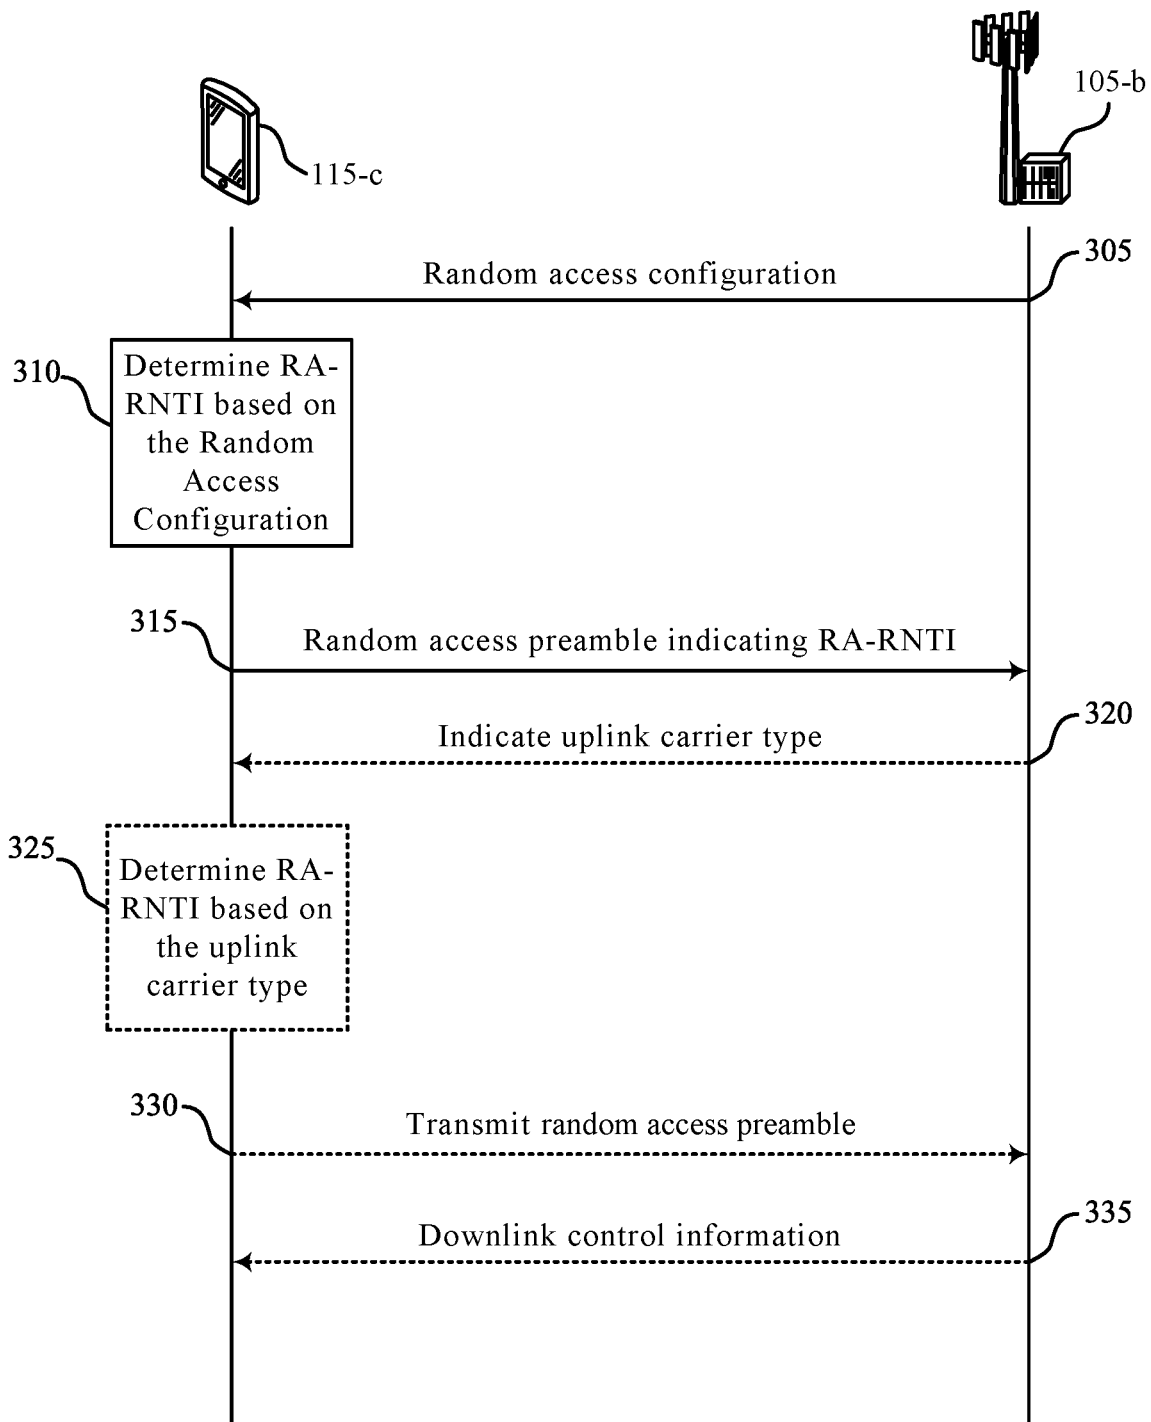 105-b
115-c
305
Random access configuration
310
Determine RA-
RNTI based on
the Random
Access
Configuration
315
Random access preamble indicating RA-RNTI
320
Indicate uplink carrier type
325
Determine RA-
RNTI based on
the uplink
carrier type
330
Transmit random access preamble
335
Downlink control information